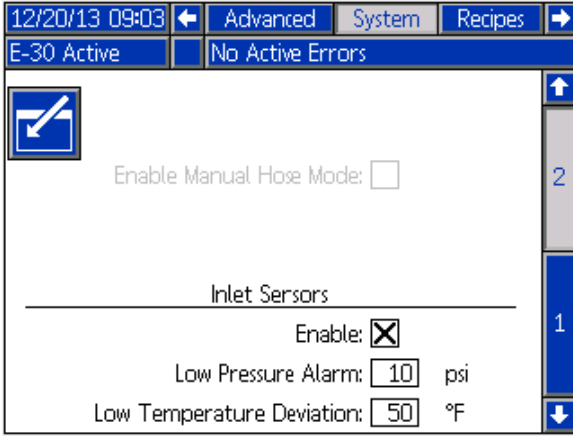 12/20/13 09:03 Advanced System Recipes
E-30 Active No Active Errors
Enable Manual Hose Mode:
2
Inlet Sersors
Enable:
1
Low Pressure Alarm: 10 psi
Low Temperature Deviation: 50 °F